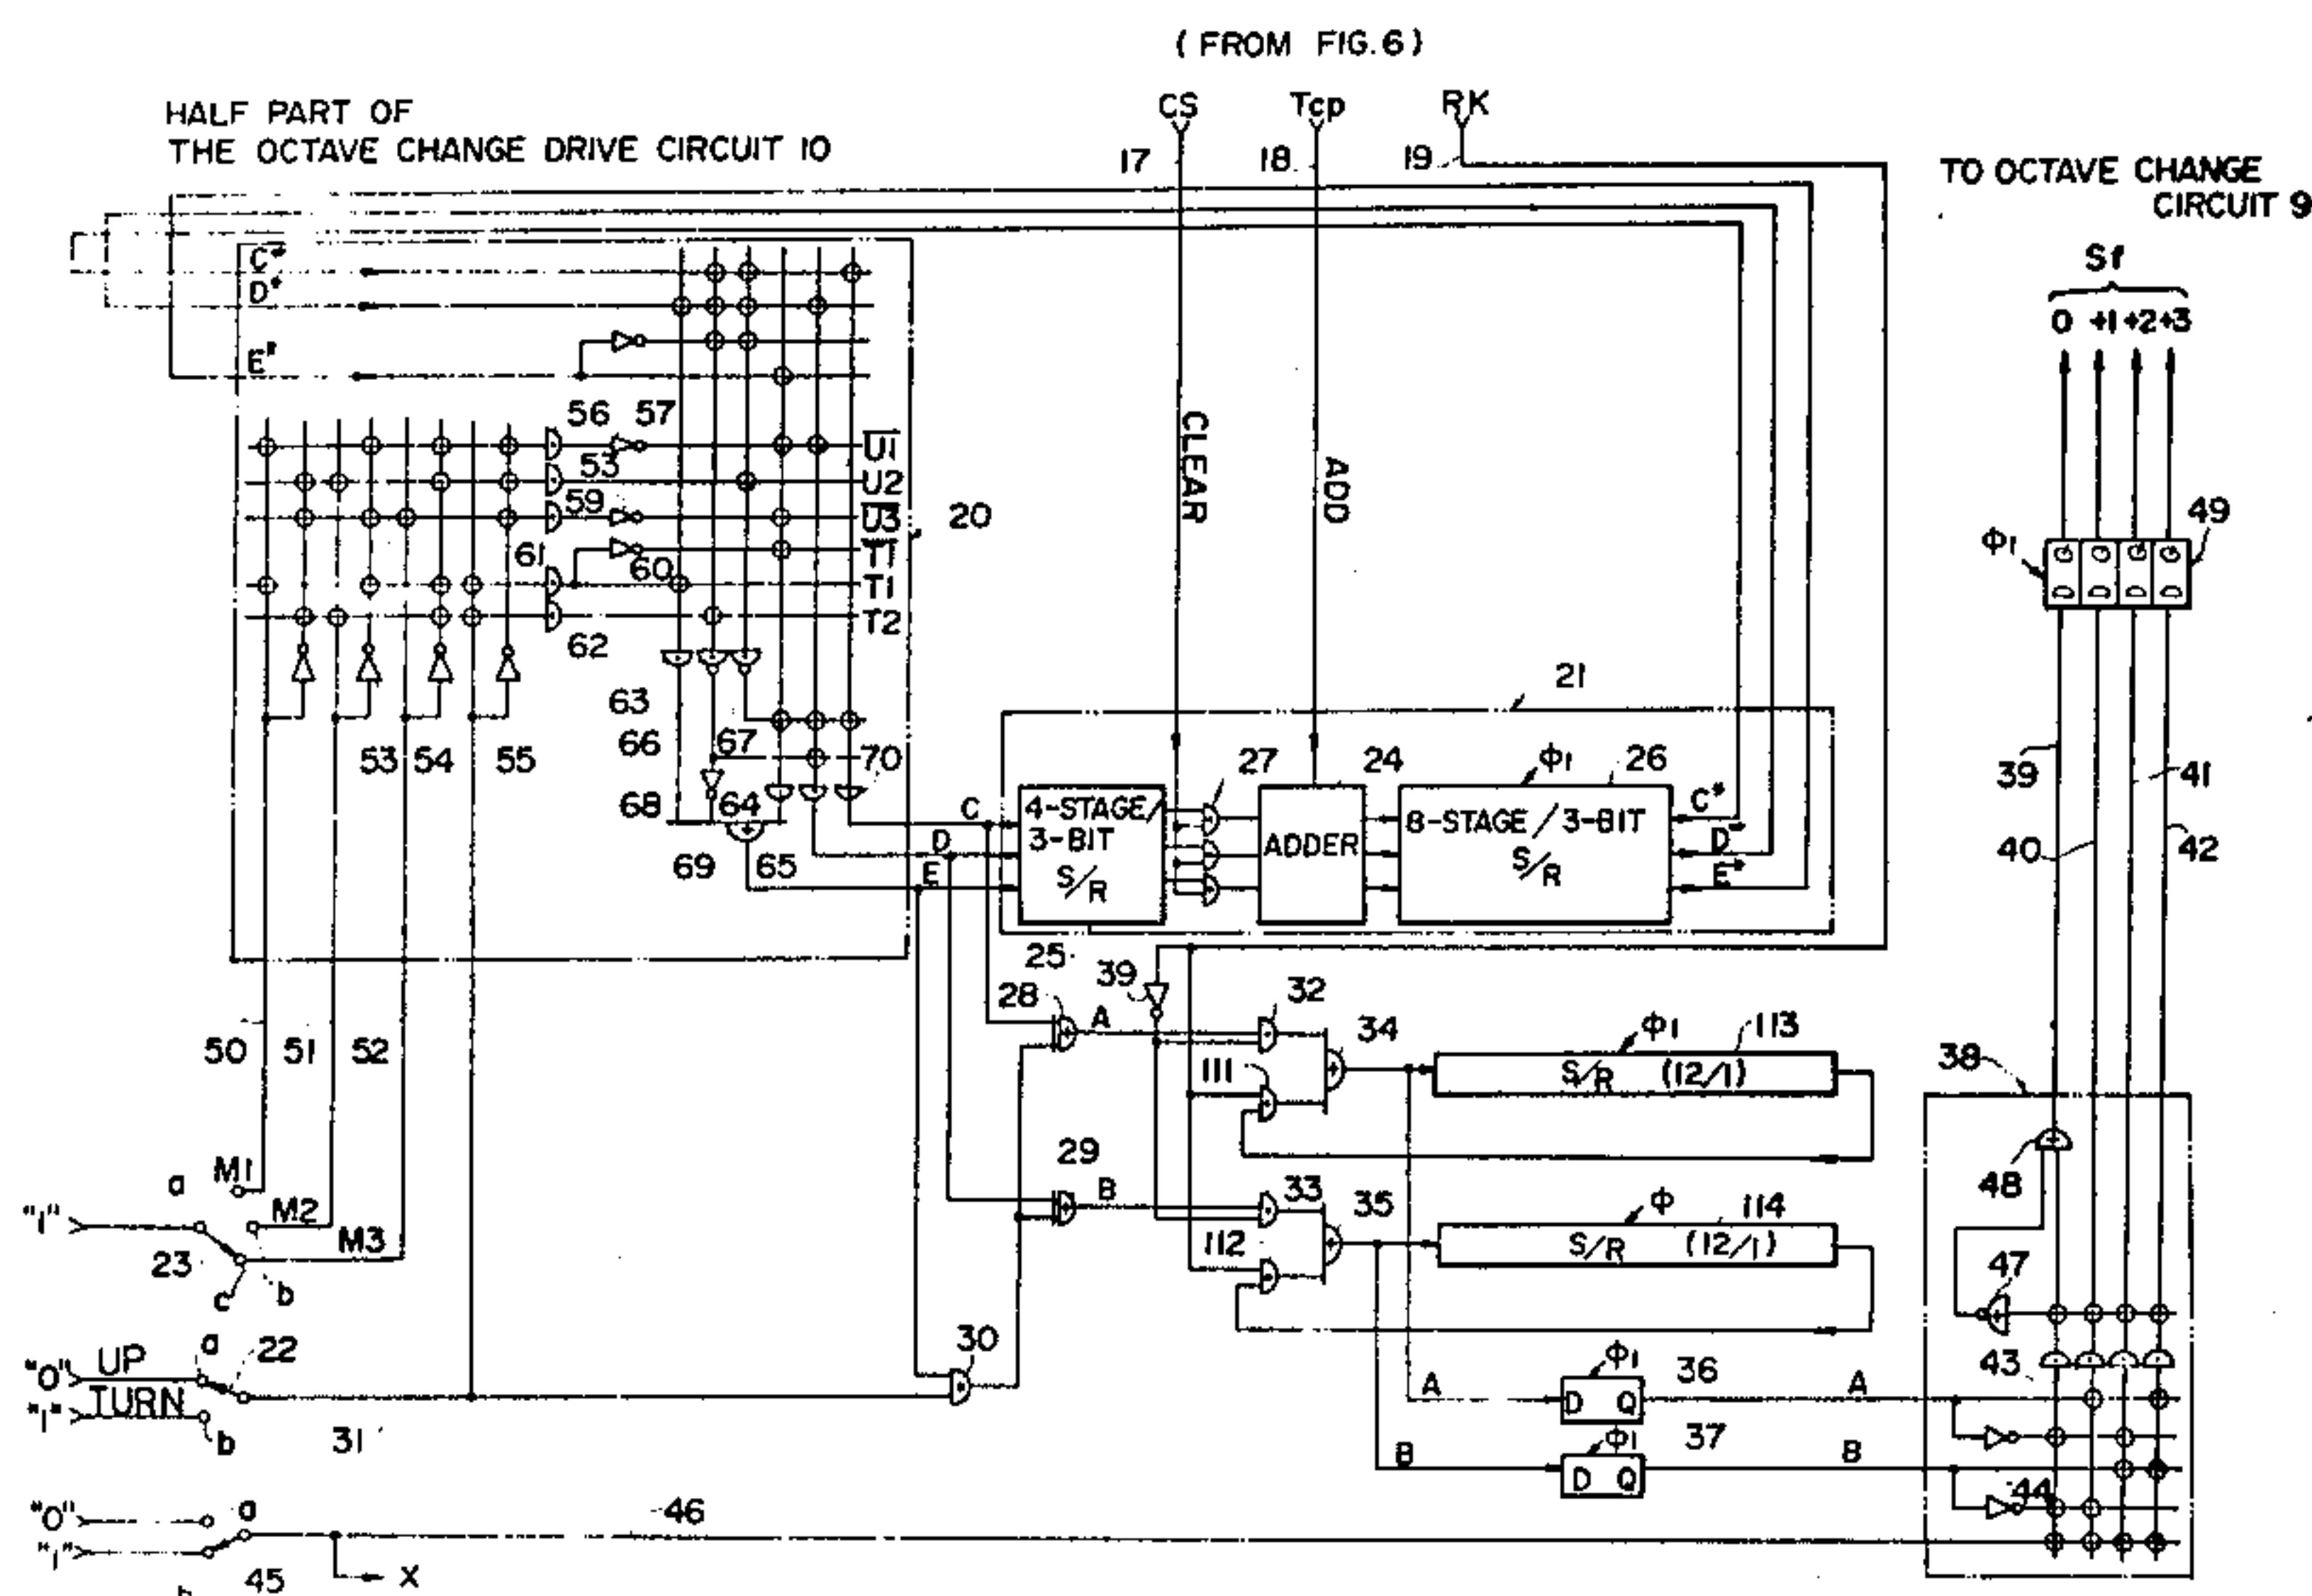 ( FROM FIG.6 )
HALF PART OF
THE OCTAVE CHANGE DRIVE CIRCUIT 10
CS Tcp RK
17 18 19
TO OCTAVE CHANGE
CIRCUIT 9
Sf
0 +1 +2 +3
C*
D*
E*
CLEAR
ADD
56 57
U1
53
U2
59
U3
20
49
T1
61
60
T1
T2
62
ϕ1
G G G G
D D D D
63
66 67
53 54 55
70
68 64
69 65
21
27 24 ϕ1 26
C
D
E
4-STAGE/
3-BIT
S/R
ADDER
8-STAGE / 3-BIT
S/R
C*
D*
E*
39
40
41
42
25
39
28
A
32
34
ϕ1 113
S/R (12/1)
111
38
50 51 52
29
B
33
35
ϕ 114
S/R (12/1)
112
48
47
a M1
M2
M3
"1"
23
c b
"0" UP a 22
"1" TURN
b
31
30
A
ϕ1 36
D Q
A
43
B
ϕ1 37
D Q
B
44
"0" a
"1"
45
46
X